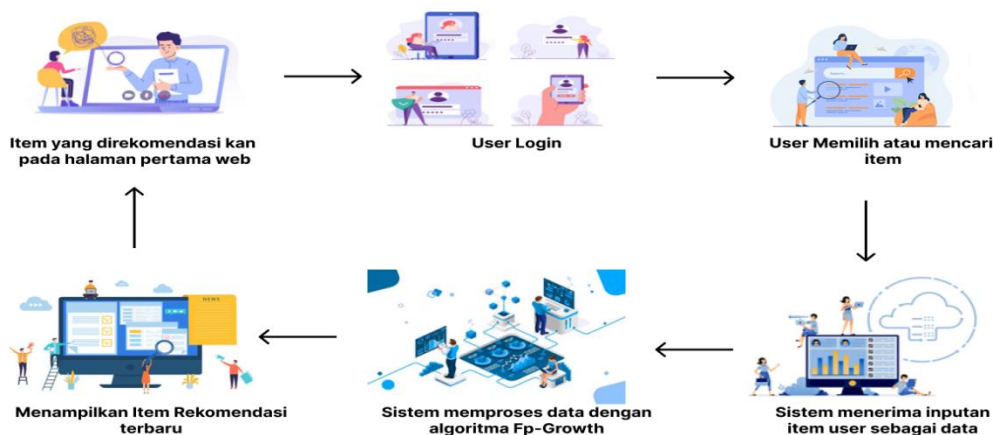 Item yang direkomendasi kan
pada halaman pertama web
User Login
User Memilih atau mencari
item
Search...
NEWS
Menampilkan Item Rekomendasi
terbaru
Sistem memproses data dengan
algoritma Fp-Growth
Sistem menerima inputan
item user sebagai data